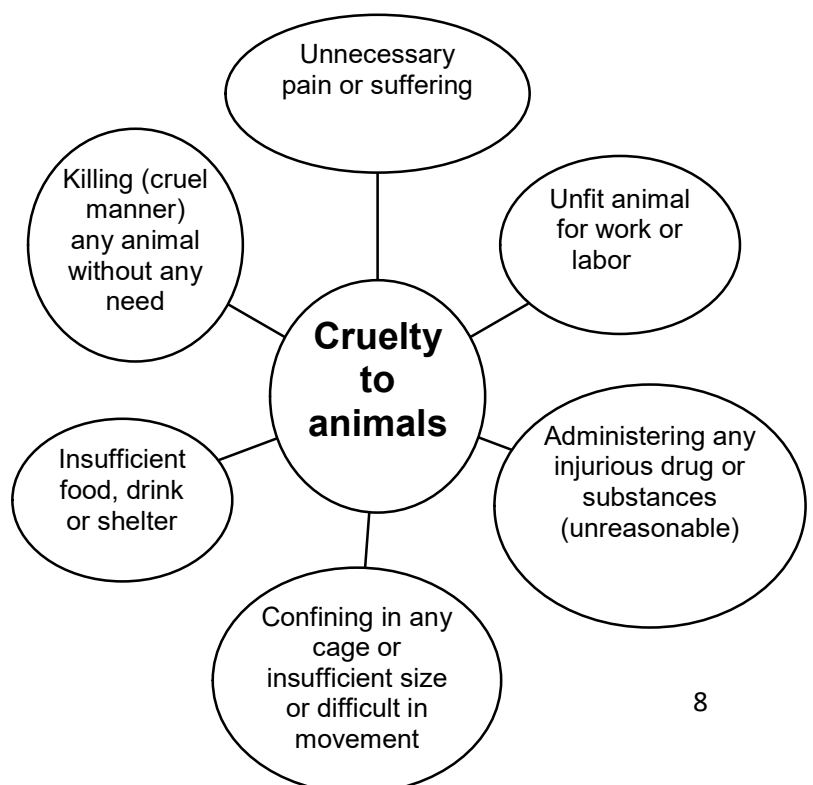 Unnecessary
pain or suffering
Killing (cruel
manner)
any animal
without any
need
Unfit animal
for work or
labor
Cruelty
to
animals
Insufficient
food, drink
or shelter
Administering any
injurious drug or
substances
(unreasonable)
Confining in any
cage or
insufficient size
or difficult in
movement
8